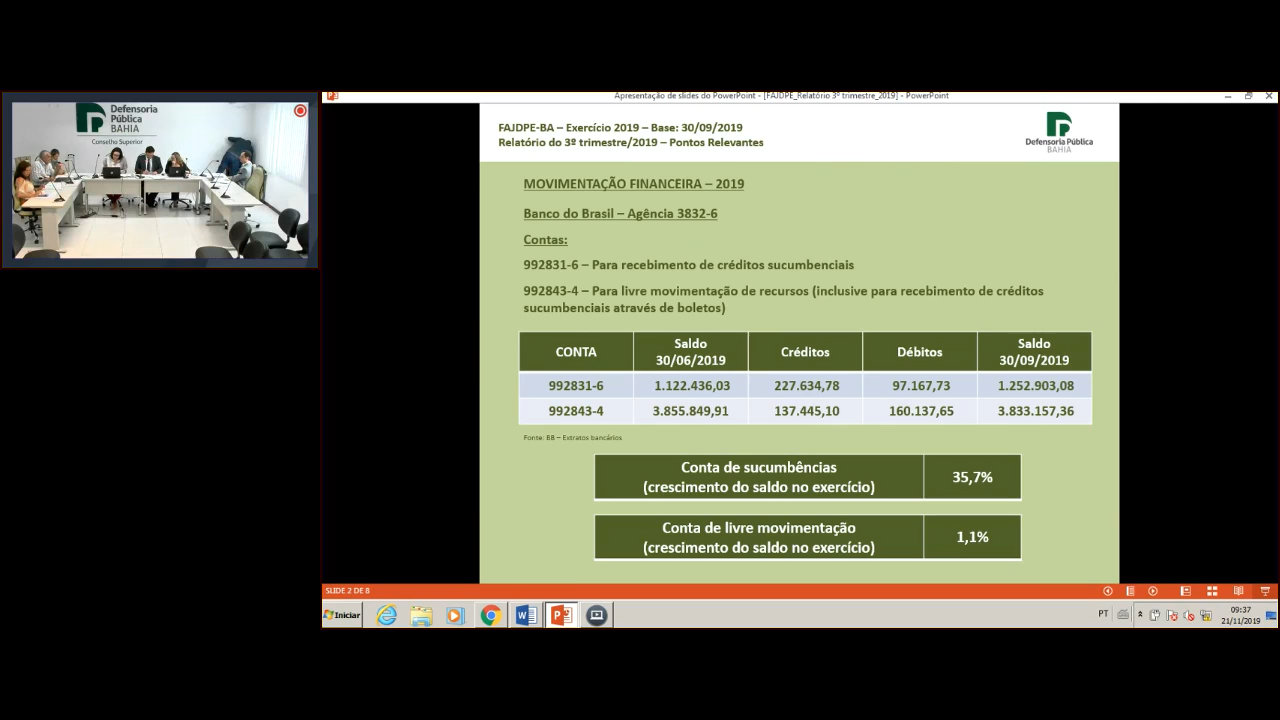 Defensoria
Pública
BAHIA
Conselho Superior
Apresentação de slides do PowerPoint - [FAJDPE_Relatório 3º trimestre_2019] - PowerPoint
FAJDPE-BA – Exercício 2019 – Base: 30/09/2019
Relatório do 3º trimestre/2019 – Pontos Relevantes
Defensoria Pública
BAHIA
MOVIMENTAÇÃO FINANCEIRA – 2019
Banco do Brasil – Agência 3832-6
Contas:
992831-6 – Para recebimento de créditos sucumbenciais
992843-4 – Para livre movimentação de recursos (inclusive para recebimento de créditos
sucumbenciais através de boletos)
CONTA Saldo 30/06/2019 Créditos Débitos Saldo 30/09/2019
992831-6 1.122.436,03 227.634,78 97.167,73 1.252.903,08
992843-4 3.855.849,91 137.445,10 160.137,65 3.833.157,36
Fonte: BB – Extratos bancários
Conta de sucumbências
(crescimento do saldo no exercício) 35,7%
Conta de livre movimentação
(crescimento do saldo no exercício) 1,1%
SLIDE 2 DE 8
Iniciar
PT
09:37
21/11/2019